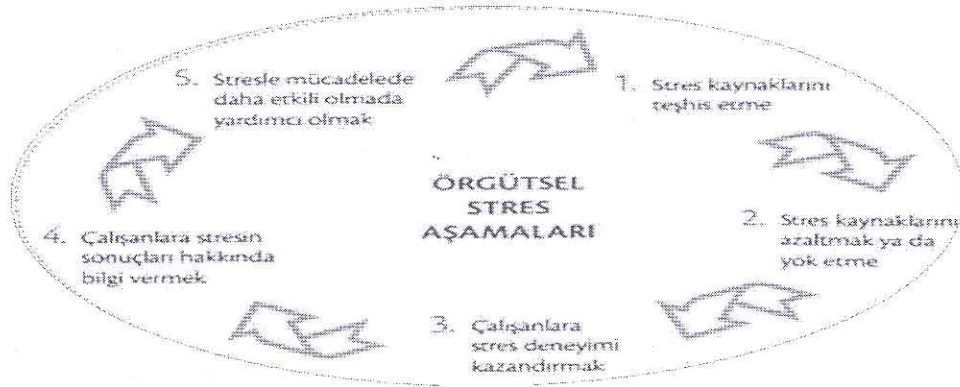 ÖRGÜTSEL
STRES
AŞAMALARI
1. Stres kaynaklarını
teşhis etme
2. Stres kaynaklarını
azaltmak ya da
yok etme
3. Çalışanlara
stres deneyimi
kazandırmak
4. Çalışanlara stresin
sonuçları hakkında
bilgi vermek
5. Stresle mücadelede
daha etkili olmada
yardımcı olmak